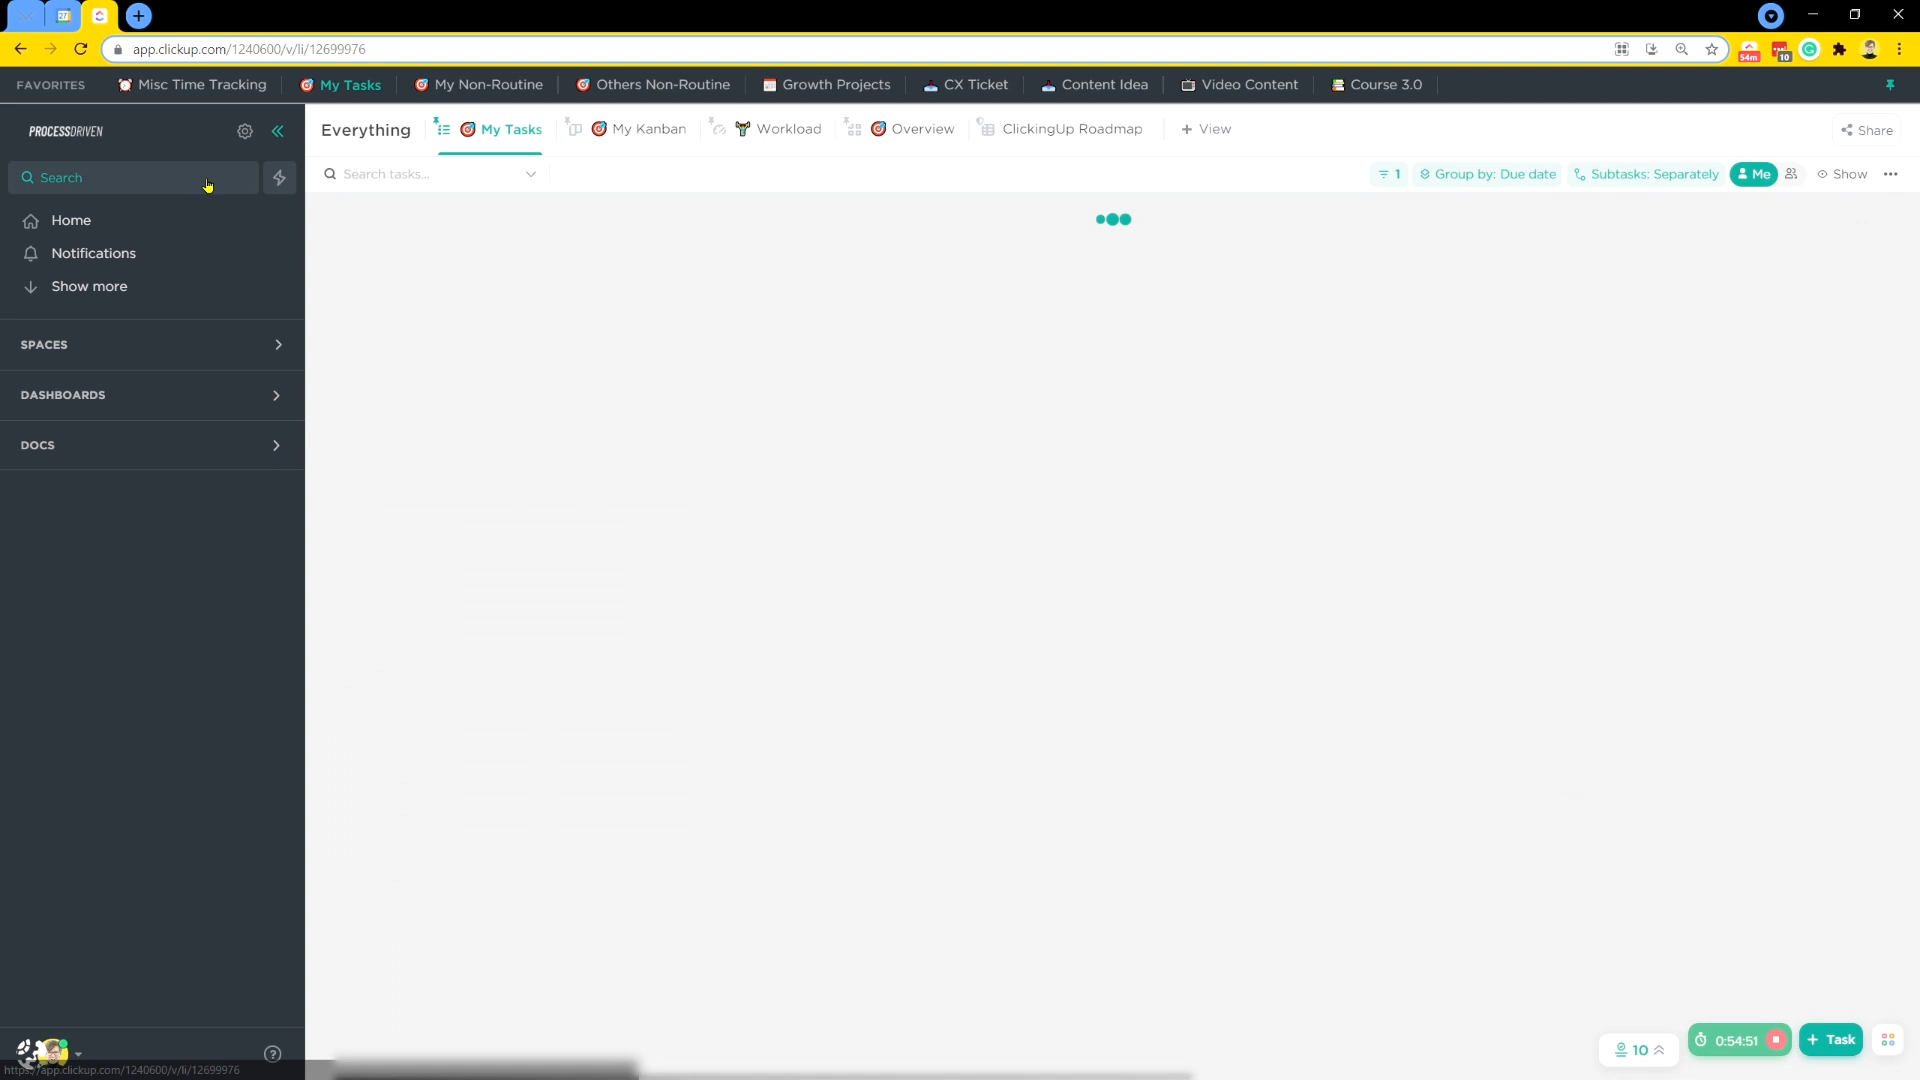 27
app.clickup.com/1240600/v/li/12699976
54m
10
FAVORITES
Misc Time Tracking
My Tasks
My Non-Routine
Others Non-Routine
Growth Projects
CX Ticket
Content Idea
Video Content
Course 3.0
PROCESSDRIVEN
Everything
My Tasks
My Kanban
Workload
Overview
ClickingUp Roadmap
+ View
Share
Search
Search tasks...
1
Group by: Due date
Subtasks: Separately
Me
Show
Home
Notifications
Show more
SPACES
DASHBOARDS
DOCS
10
0:54:51
+ Task
https://app.clickup.com/1240600/v/li/12699976